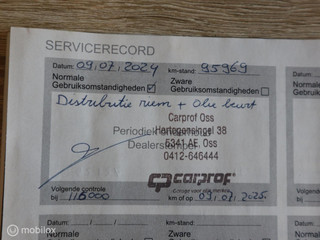 SERVICERECORD
Datum: 09 / 07 / 2024 km-stand: 95969
Normale Zware
Gebruiksomstandigheden ☑ Gebruiksomstandigheden ☐
Distributie riem + Olie beurt
Carprof Oss
Hertogensingel 38
Periodiek
5341 AE, Oss
Dealerstempel
0412-646444
carprof
Volgende controle
bij 116000 km of op 09, 07, 2025
Datum: / / km-stand:
Normale Zware
mobilox